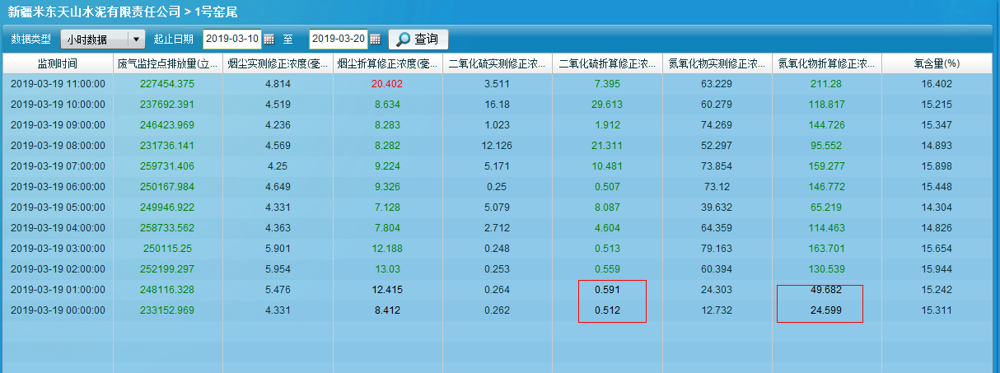 新疆米东天山水泥有限责任公司 > 1号窑尾
数据类型 小时数据 起止日期 2019-03-10 至 2019-03-20 查询
监测时间 废气监控点排放量(立... 烟尘实测修正浓度(毫... 烟尘折算修正浓度(毫... 二氧化硫实测修正浓... 二氧化硫折算修正浓... 氮氧化物实测修正浓... 氮氧化物折算修正浓... 氧含量(%)
2019-03-19 11:00:00 227454.375 4.814 20.402 3.511 7.395 63.229 211.28 16.402
2019-03-19 10:00:00 237692.391 4.519 8.634 16.18 29.613 60.279 118.817 15.215
2019-03-19 09:00:00 246423.969 4.236 8.283 1.023 1.912 74.269 144.726 15.347
2019-03-19 08:00:00 231736.141 4.569 8.282 12.126 21.311 52.297 95.552 14.893
2019-03-19 07:00:00 259731.406 4.25 9.224 5.171 10.481 73.854 159.277 15.898
2019-03-19 06:00:00 250167.984 4.649 9.326 0.25 0.507 73.12 146.772 15.448
2019-03-19 05:00:00 249946.922 4.331 7.128 5.079 8.087 39.632 65.219 14.304
2019-03-19 04:00:00 258733.562 4.363 7.804 2.712 4.604 64.359 114.463 14.826
2019-03-19 03:00:00 250115.25 5.901 12.188 0.248 0.513 79.163 163.701 15.654
2019-03-19 02:00:00 252199.297 5.954 13.03 0.253 0.559 60.394 130.539 15.944
2019-03-19 01:00:00 248116.328 5.476 12.415 0.264 0.591 24.303 49.682 15.242
2019-03-19 00:00:00 233152.969 4.331 8.412 0.262 0.512 12.732 24.599 15.311